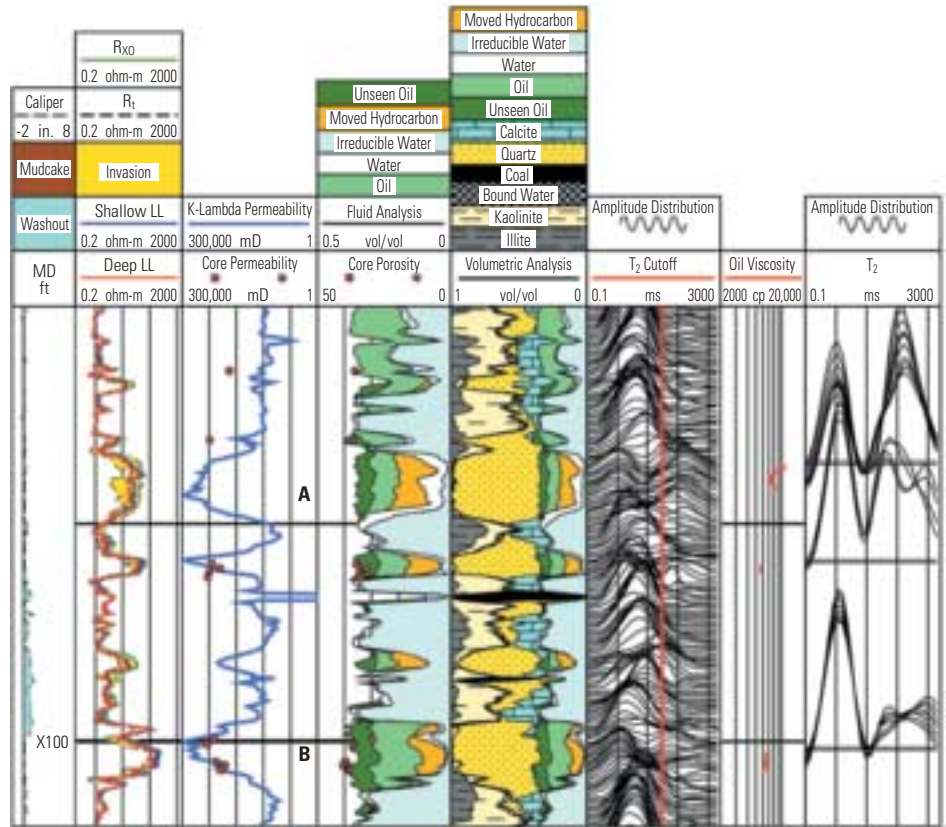 Caliper
-2 in. 8
Mudcake
Washout
MD
ft
RXO
0.2 ohm-m 2000
Rt
0.2 ohm-m 2000
Invasion
Shallow LL
0.2 ohm-m 2000
Deep LL
0.2 ohm-m 2000
K-Lambda Permeability
300,000 mD 1
Core Permeability
300,000 mD 1
Unseen Oil
Moved Hydrocarbon
Irreducible Water
Water
Oil
Fluid Analysis
0.5 vol/vol 0
Core Porosity
50 0
Moved Hydrocarbon
Irreducible Water
Water
Oil
Unseen Oil
Calcite
Quartz
Coal
Bound Water
Kaolinite
Illite
Volumetric Analysis
1 vol/vol 0
Amplitude Distribution
T2 Cutoff
0.1 ms 3000
Oil Viscosity
2000 cp 20,000
Amplitude Distribution
T2
0.1 ms 3000
A
X100
B